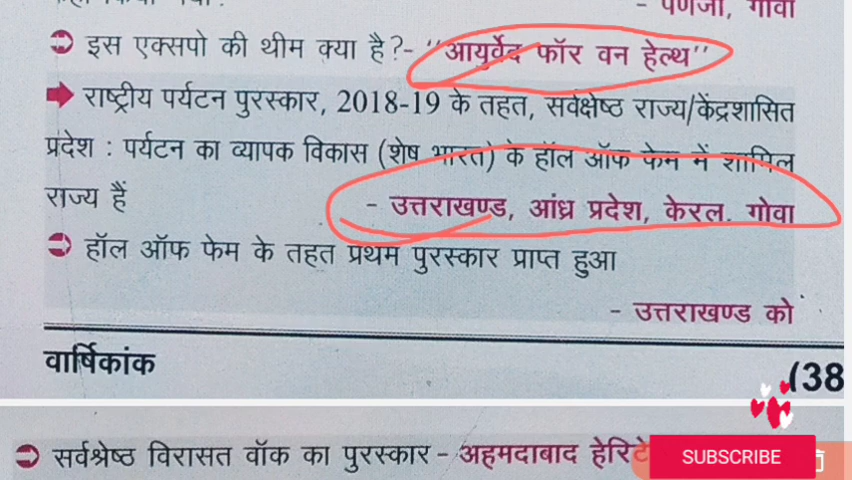 - पणजी, गोवा
➲ इस एक्सपो की थीम क्या है?- ''आयुर्वेद फॉर वन हेल्थ''
➡ राष्ट्रीय पर्यटन पुरस्कार, 2018-19 के तहत, सर्वक्षेष्ठ राज्य/केंद्रशासित
प्रदेश : पर्यटन का व्यापक विकास (शेष भारत) के हॉल ऑफ फेम में शामिल
राज्य हैं - उत्तराखण्ड, आंध्र प्रदेश, केरल. गोवा
➲ हॉल ऑफ फेम के तहत प्रथम पुरस्कार प्राप्त हुआ
- उत्तराखण्ड को
वार्षिकांक (38
➲ सर्वश्रेष्ठ विरासत वॉक का पुरस्कार - अहमदाबाद
SUBSCRIBE